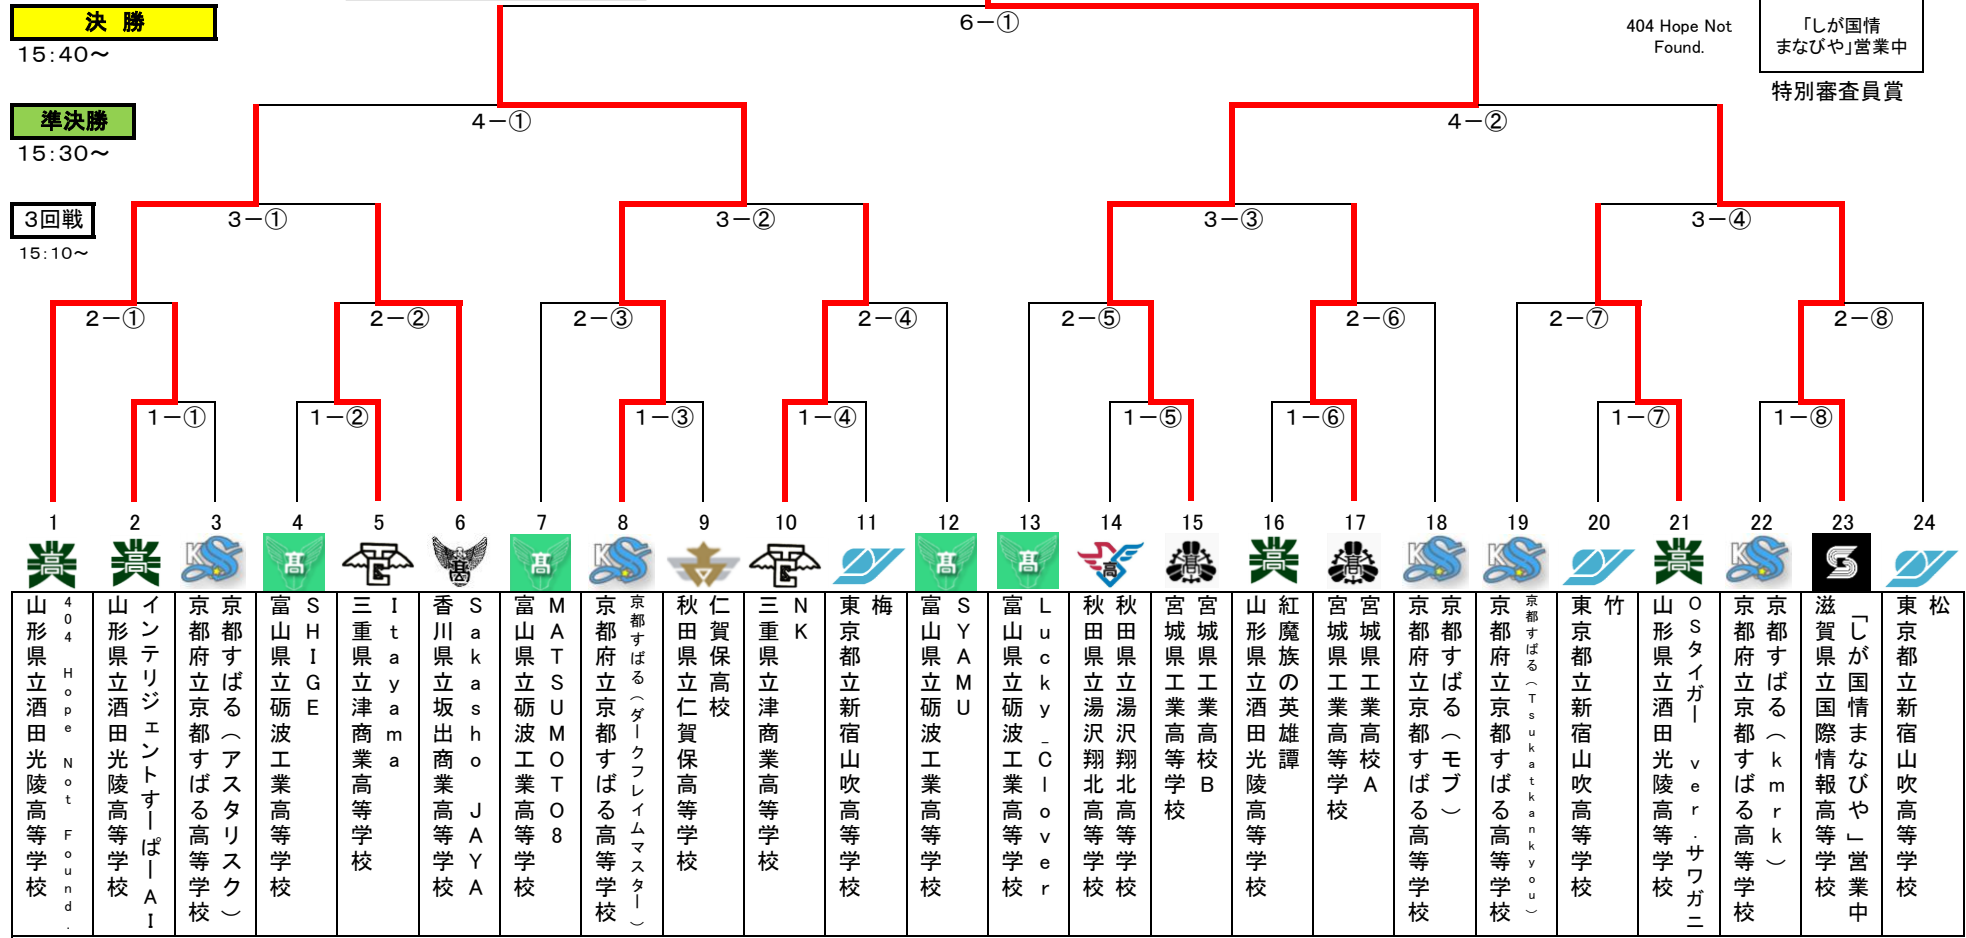 決 勝
15:40～
6－①
404 Hope Not
Found.
「しが国情
まなびや」営業中
特別審査員賞
準決勝
15:30～
4－①
4－②
3回戦
15:10～
3－①
3－②
3－③
3－④
2－①
2－②
2－③
2－④
2－⑤
2－⑥
2－⑦
2－⑧
1－①
1－②
1－③
1－④
1－⑤
1－⑥
1－⑦
1－⑧
1 2 3 4 5 6 7 8 9 10 11 12 13 14 15 16 17 18 19 20 21 22 23 24
404 Hope Not Found.
山形県立酒田光陵高等学校
インテリジェントすーぱーAI
山形県立酒田光陵高等学校
京都すばる（アスタリスク）
京都府立京都すばる高等学校
SHIGE
富山県立砺波工業高等学校
Itayama
三重県立津商業高等学校
Sakasho JAYA
香川県立坂出商業高等学校
MATSUMOTO8
富山県立砺波工業高等学校
京都すばる（ダークフレイムマスター）
京都府立京都すばる高等学校
仁賀保高校
秋田県立仁賀保高等学校
NK
三重県立津商業高等学校
梅
東京都立新宿山吹高等学校
SYAMU
富山県立砺波工業高等学校
Lucky_Clover
富山県立砺波工業高等学校
秋田県立湯沢翔北高等学校
秋田県立湯沢翔北高等学校
宮城県工業高校B
宮城県工業高等学校
紅魔族の英雄譚
山形県立酒田光陵高等学校
宮城県工業高校A
宮城県工業高等学校
京都すばる（モブ）
京都府立京都すばる高等学校
京都すばる（Tsukatkankyou）
京都府立京都すばる高等学校
竹
東京都立新宿山吹高等学校
OSタイガー ver.サワガニ
山形県立酒田光陵高等学校
京都すばる（kmrk）
京都府立京都すばる高等学校
「しが国情まなびや」営業中
滋賀県立国際情報高等学校
松
東京都立新宿山吹高等学校